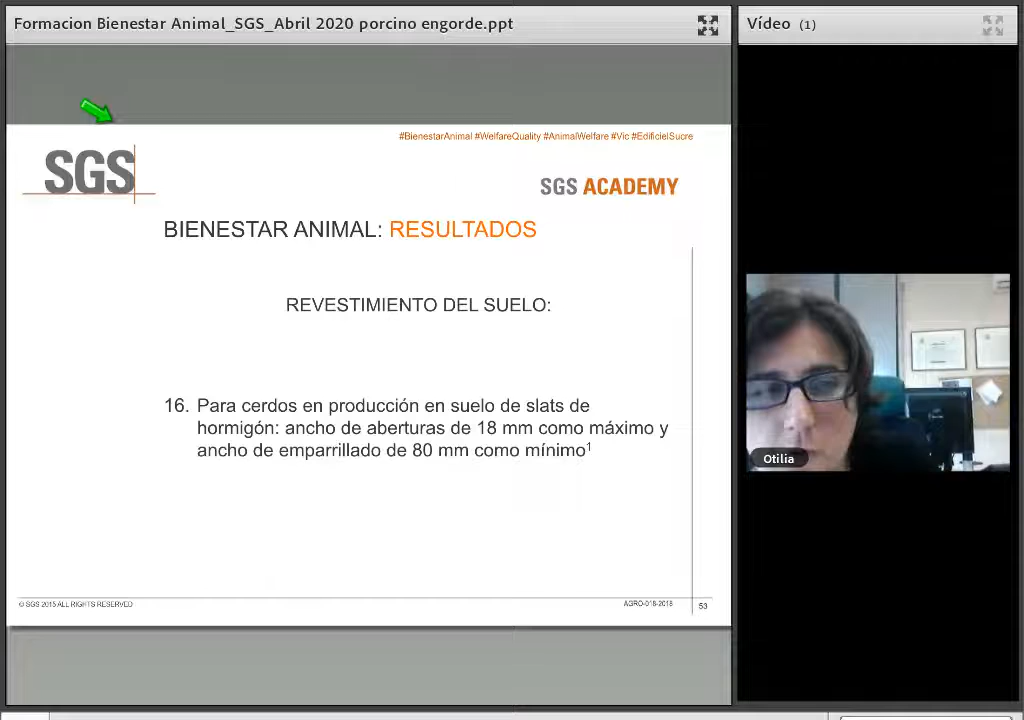 Formacion Bienestar Animal_SGS_Abril 2020 porcino engorde.ppt
Vídeo (1)
#BienestarAnimal #WelfareQuality #AnimalWelfare #Vic #EdificielSucre
SGS
SGS ACADEMY
BIENESTAR ANIMAL: RESULTADOS
REVESTIMIENTO DEL SUELO:
16. Para cerdos en producción en suelo de slats de
hormigón: ancho de aberturas de 18 mm como máximo y
ancho de emparrillado de 80 mm como mínimo¹
Otilia
© SGS 2015 ALL RIGHTS RESERVED
AGRO-018-2018
53